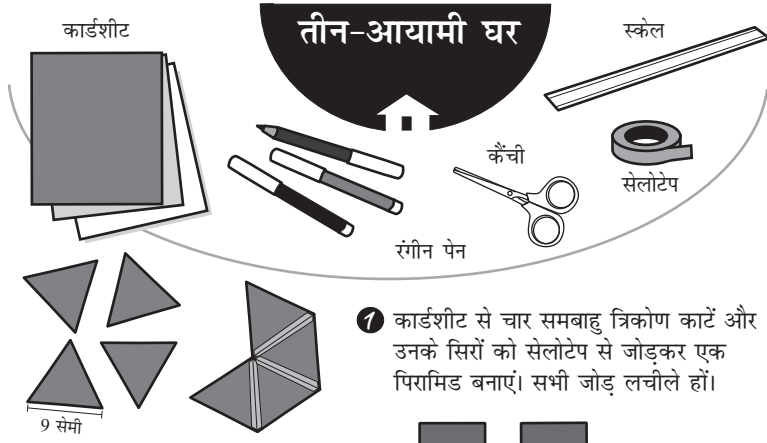 कार्डशीट
तीन-आयामी घर
स्केल
कैंची
सेलोटेप
रंगीन पेन
1 कार्डशीट से चार समबाहु त्रिकोण काटें और
उनके सिरों को सेलोटेप से जोड़कर एक
पिरामिड बनाएं। सभी जोड़ लचीले हों।
9 सेमी